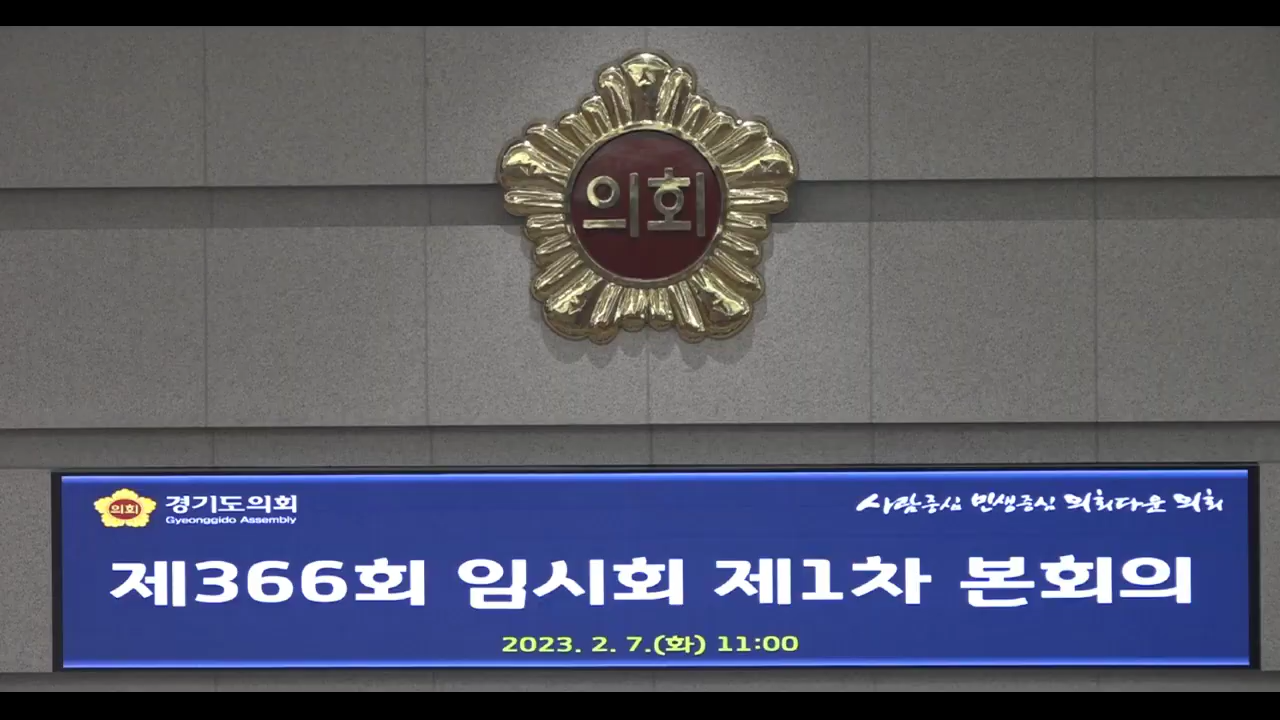 의회
의회
경기도의회
Gyeonggido Assembly
사람중심 민생중심 의회다운 의회
제366회 임시회 제1차 본회의
2023. 2. 7.(화) 11:00